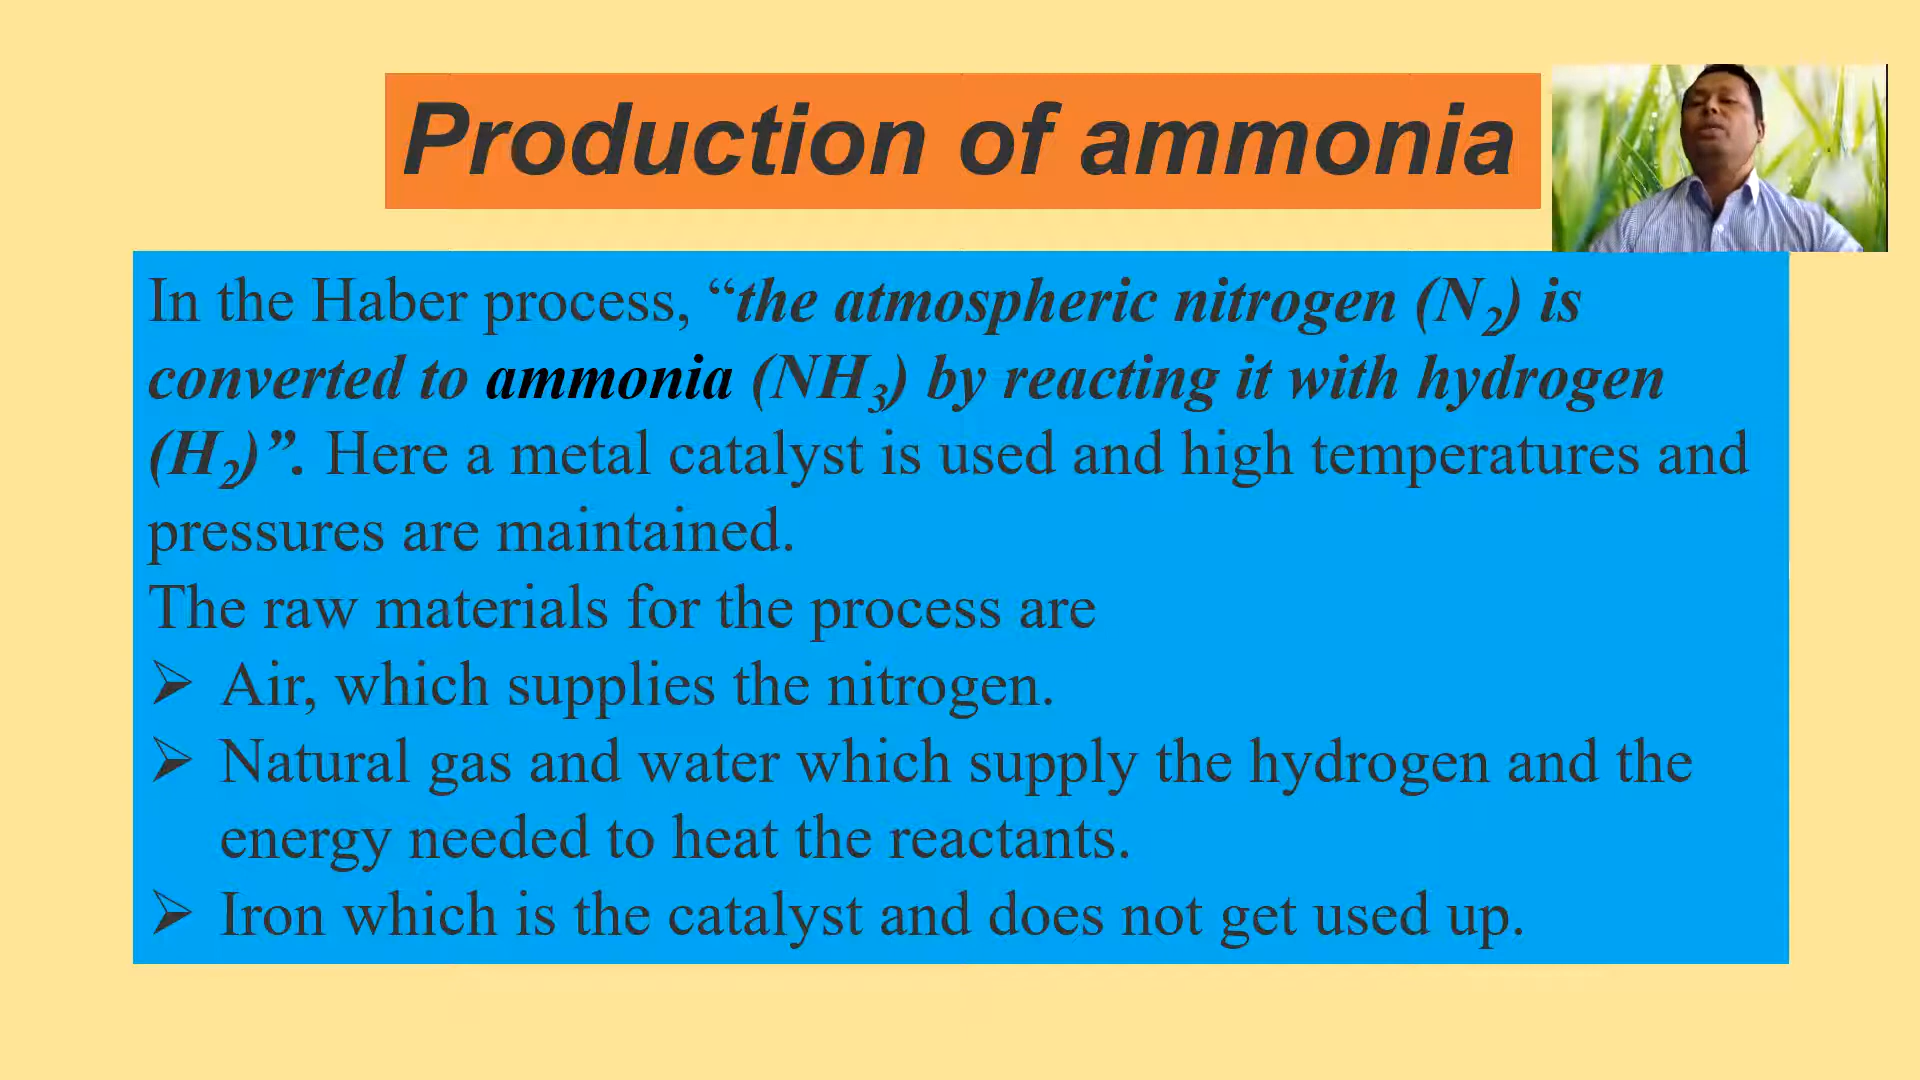 Production of ammonia
In the Haber process, “the atmospheric nitrogen (N₂) is
converted to ammonia (NH₃) by reacting it with hydrogen
(H₂)”. Here a metal catalyst is used and high temperatures and
pressures are maintained.
The raw materials for the process are
➢ Air, which supplies the nitrogen.
➢ Natural gas and water which supply the hydrogen and the
energy needed to heat the reactants.
➢ Iron which is the catalyst and does not get used up.